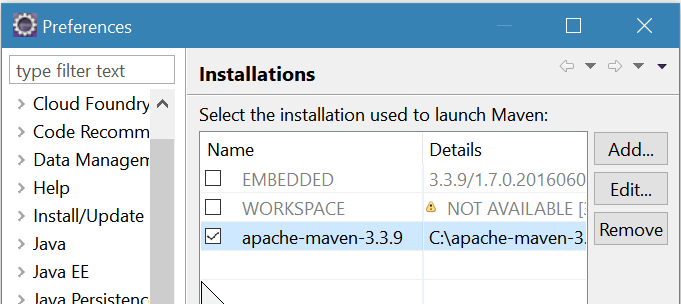 Preferences
type filter text
Installations
Cloud Foundry
Code Recomm
Data Managem
Help
Install/Update
Java
Java EE
Java Persistenc
Select the installation used to launch Maven:
Name Details
EMBEDDED 3.3.9/1.7.0.2016060
WORKSPACE NOT AVAILABLE [3
apache-maven-3.3.9 C:\apache-maven-3.
Add...
Edit...
Remove